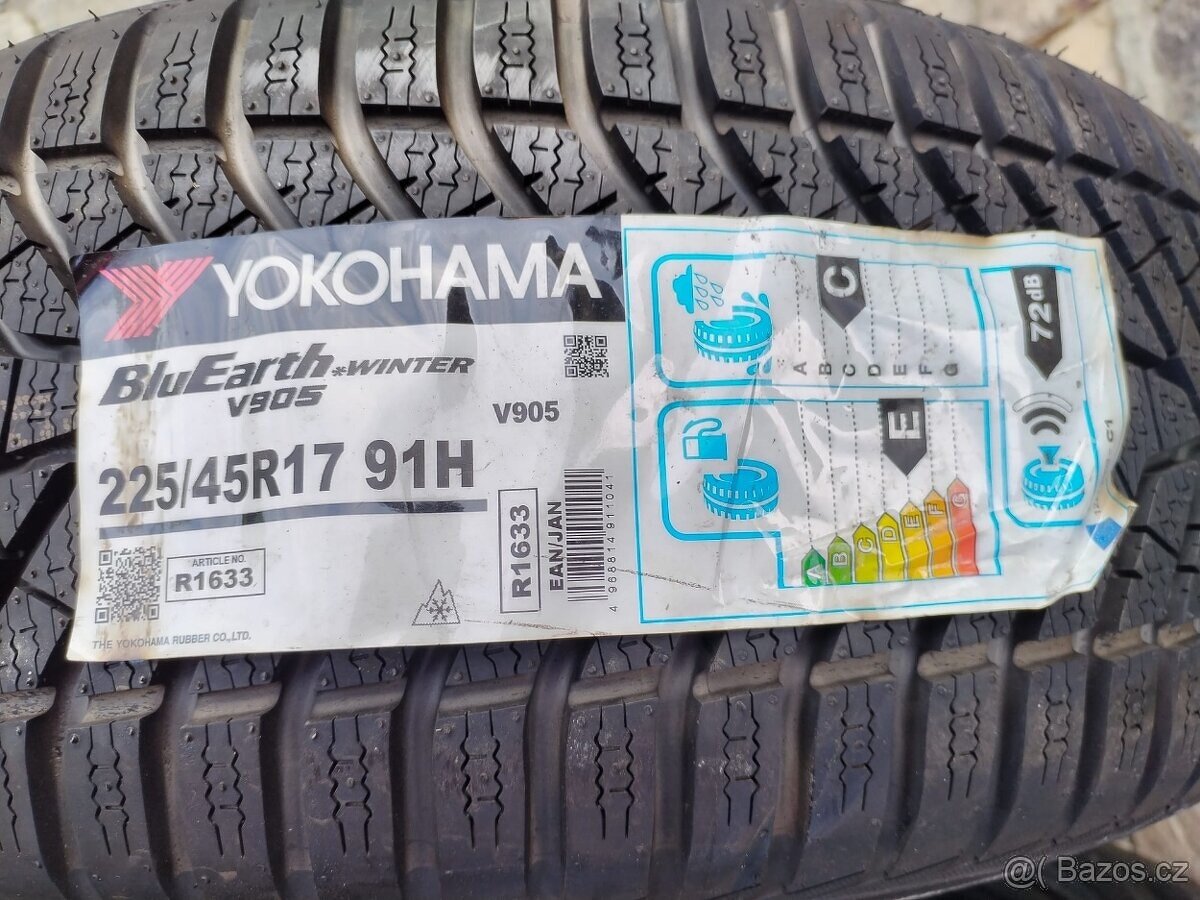 YOKOHAMA
BluEarth*WINTER
V905
V905
225/45R17 91H
ARTICLE NO.
R1633
R1633
EAN/JAN
4 968814 911041
THE YOKOHAMA RUBBER CO.,LTD.
C
A B C D E F G
E
A B C D E F G
72dB
C1
@( Bazos.cz